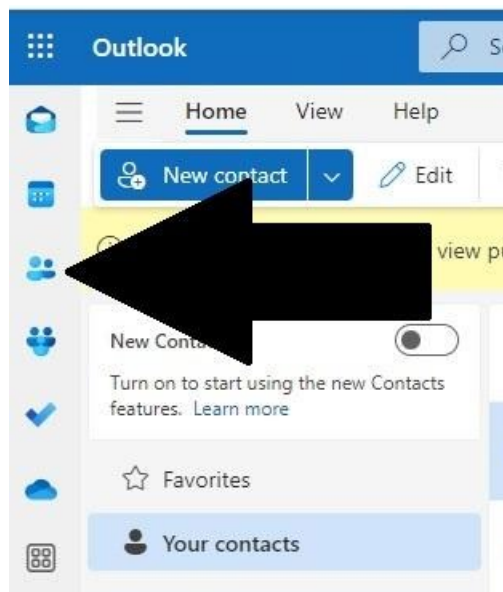 Outlook
Home View Help
New contact Edit
view
New
Turn on to start using the new Contacts
features. Learn more
Favorites
Your contacts